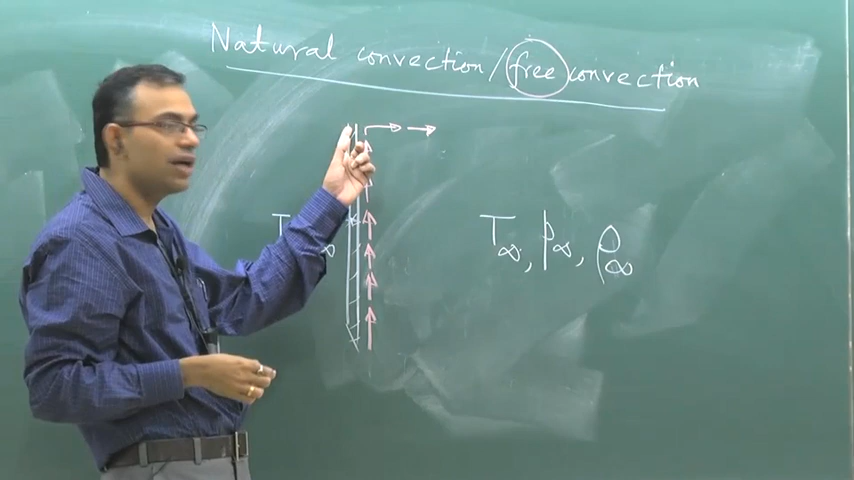 Natural convection/free convection
T∞ T∞, p∞, ρ∞